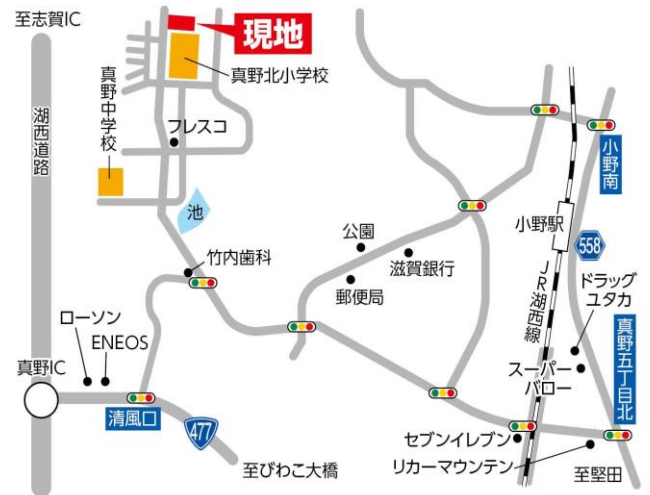 至志賀IC
現地
真野北小学校
真野中学校
湖西道路
フレスコ
池
小野南
小野駅
558
公園
滋賀銀行
郵便局
竹内歯科
JR湖西線
ドラッグ
ユタカ
ローソン
ENEOS
真野IC
スーパー
バロー
真野五丁目北
清風口
477
セブンイレブン
リカーマウンテン
至びわこ大橋
至堅田